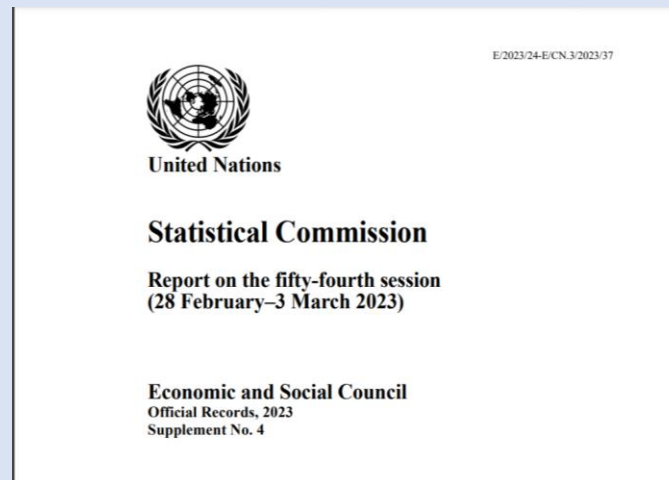 E/2023/24-E/CN.3/2023/37
United Nations
Statistical Commission
Report on the fifty-fourth session
(28 February–3 March 2023)
Economic and Social Council
Official Records, 2023
Supplement No. 4